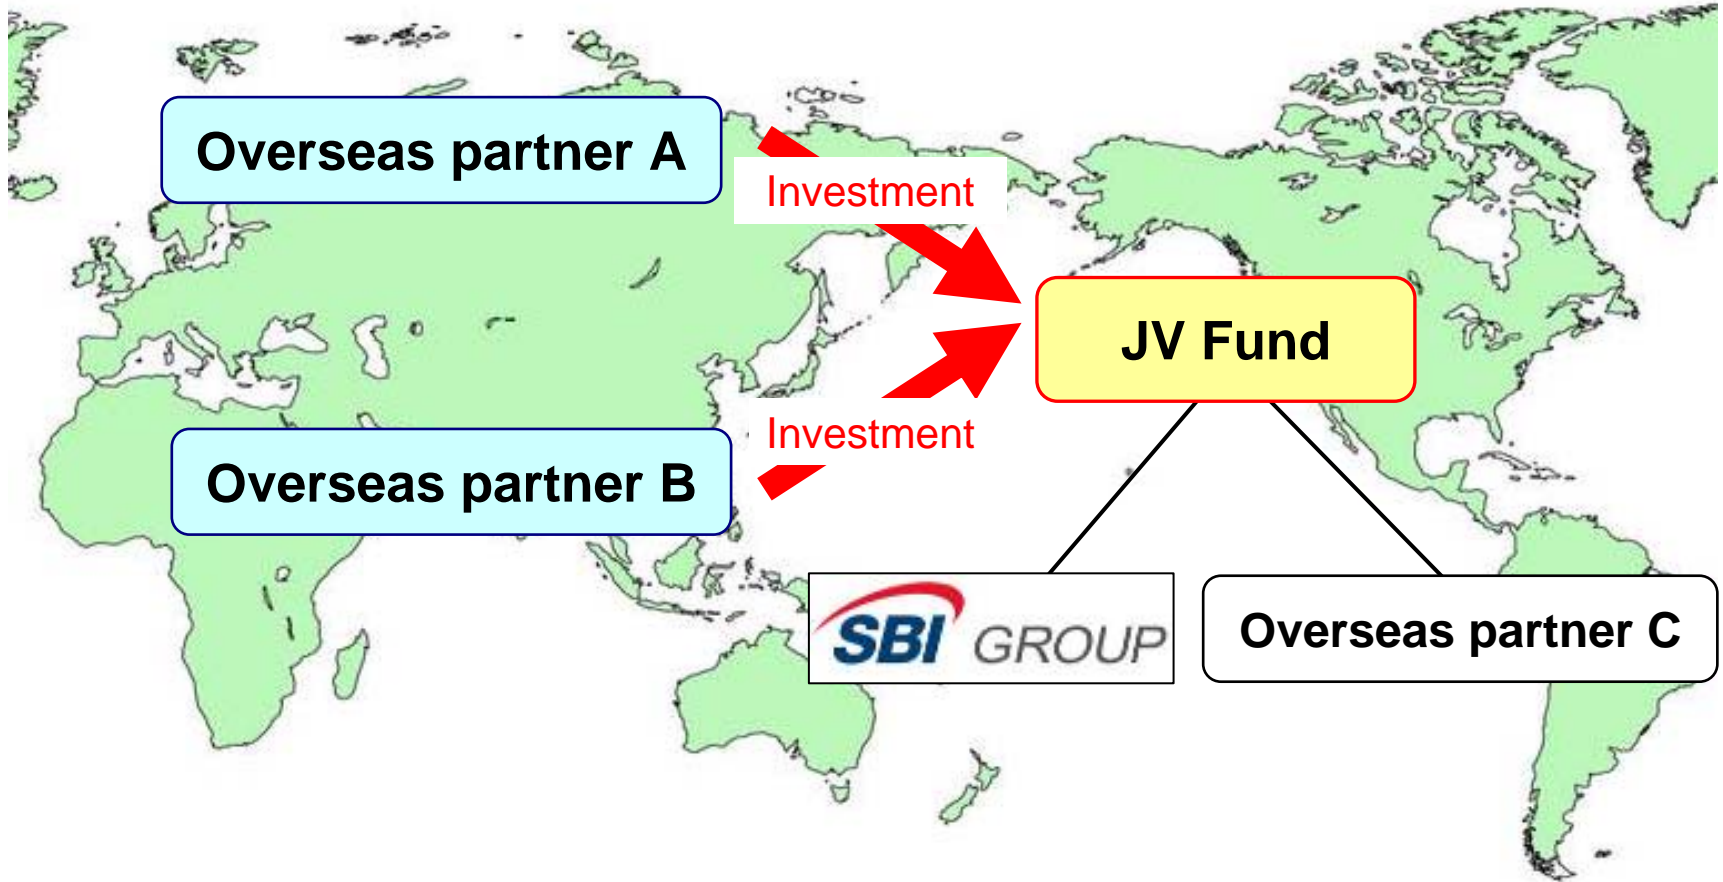 Overseas partner A
Investment
JV Fund
Investment
Overseas partner B
SBI GROUP
Overseas partner C